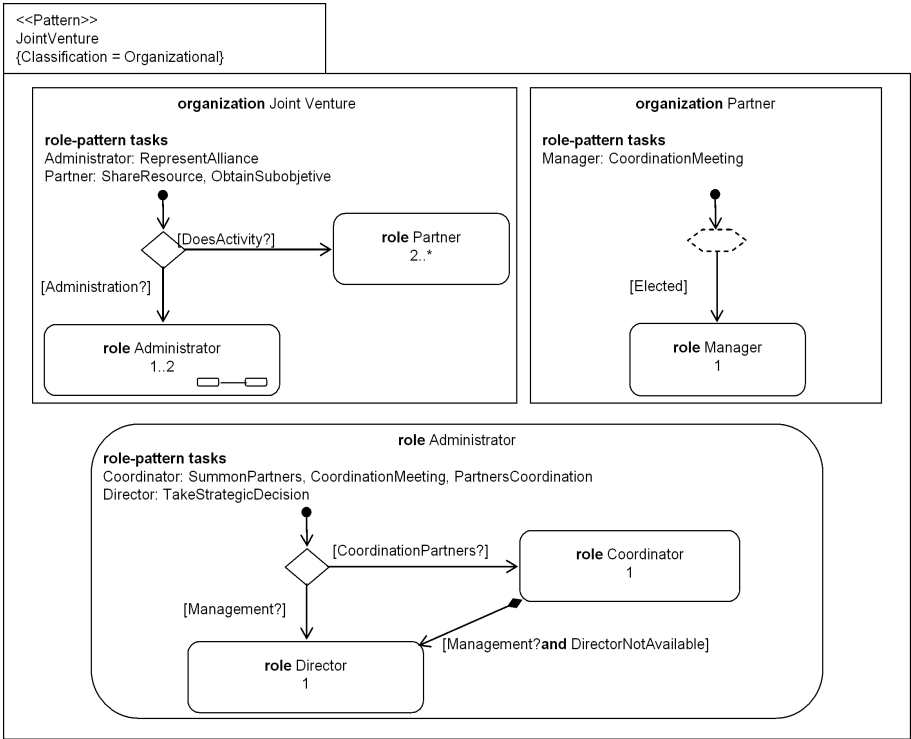 <<Pattern>>
JointVenture
{Classification = Organizational}
organization Joint Venture
role-pattern tasks
Administrator: RepresentAlliance
Partner: ShareResource, ObtainSubobjetive
[DoesActivity?]
role Partner
2..*
[Administration?]
role Administrator
1..2
organization Partner
role-pattern tasks
Manager: CoordinationMeeting
[Elected]
role Manager
1
role Administrator
role-pattern tasks
Coordinator: SummonPartners, CoordinationMeeting, PartnersCoordination
Director: TakeStrategicDecision
[CoordinationPartners?]
role Coordinator
1
[Management?]
[Management?and DirectorNotAvailable]
role Director
1